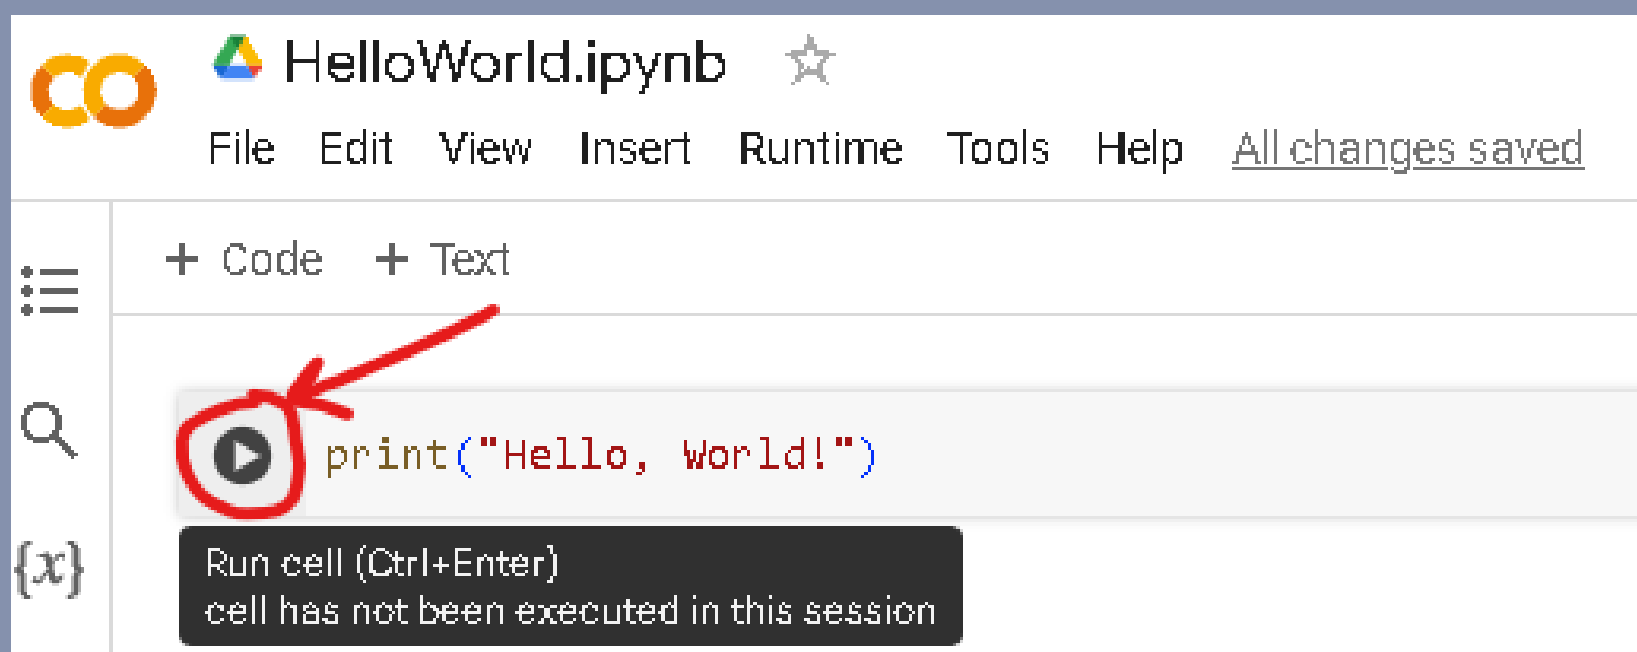 CO HelloWorld.ipynb
File Edit View Insert Runtime Tools Help All changes saved
+ Code + Text
print("Hello, World!")
{x}
Run cell (Ctrl+Enter)
cell has not been executed in this session